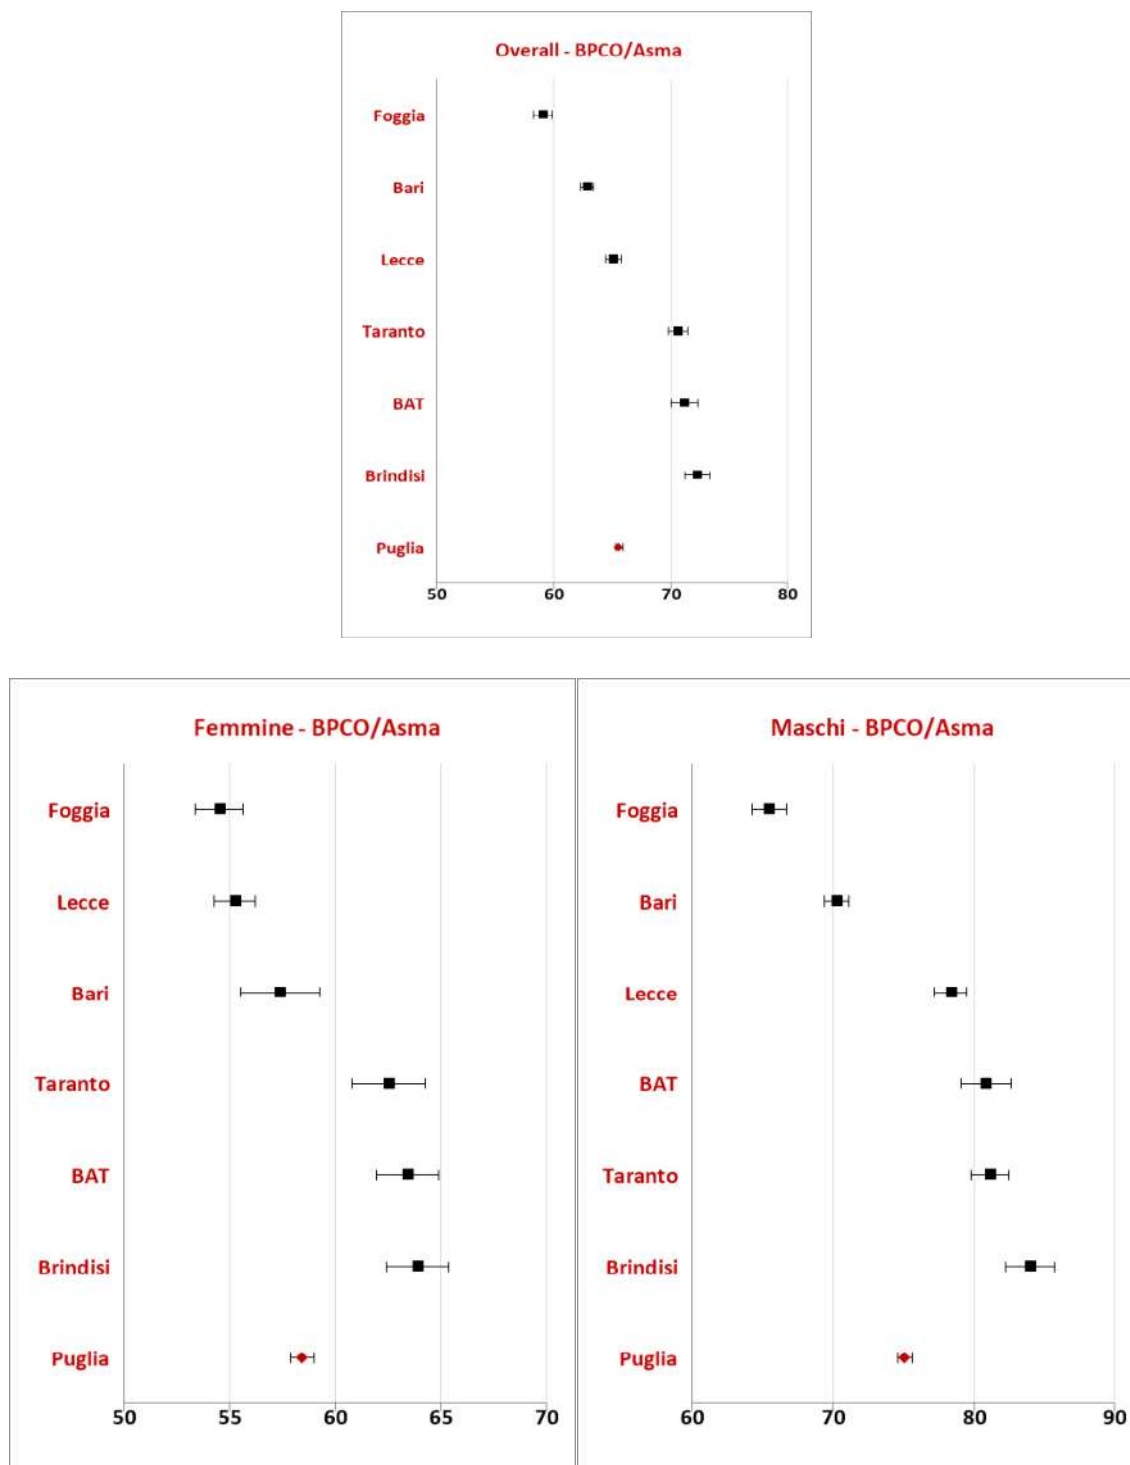 Overall - BPCO/Asma
Foggia
Bari
Lecce
Taranto
BAT
Brindisi
Puglia
50 60 70 80
Femmine - BPCO/Asma
Foggia
Lecce
Bari
Taranto
BAT
Brindisi
Puglia
50 55 60 65 70
Maschi - BPCO/Asma
Foggia
Bari
Lecce
BAT
Taranto
Brindisi
Puglia
60 70 80 90